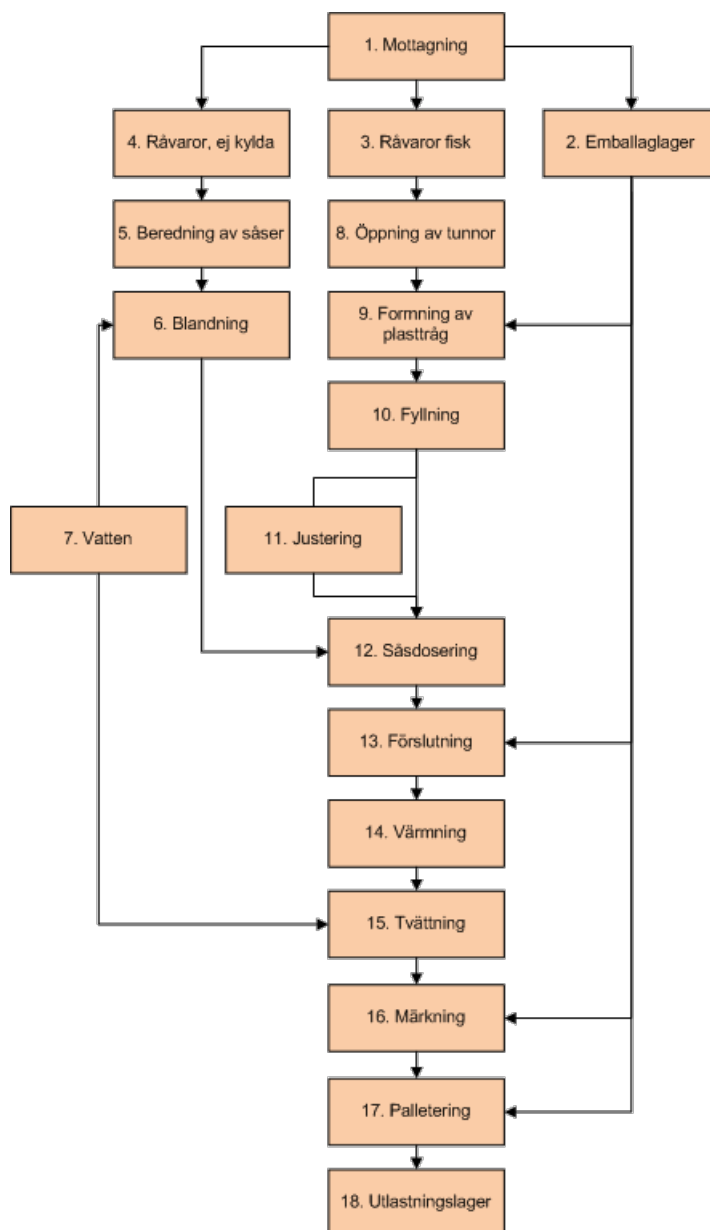 1. Mottagning
4. Råvaror, ej kylda
3. Råvaror fisk
2. Emballaglager
5. Beredning av såser
8. Öppning av tunnor
6. Blandning
9. Formning av
plasttråg
10. Fyllning
7. Vatten
11. Justering
12. Såsdosering
13. Förslutning
14. Värmning
15. Tvättning
16. Märkning
17. Palletering
18. Utlastningslager